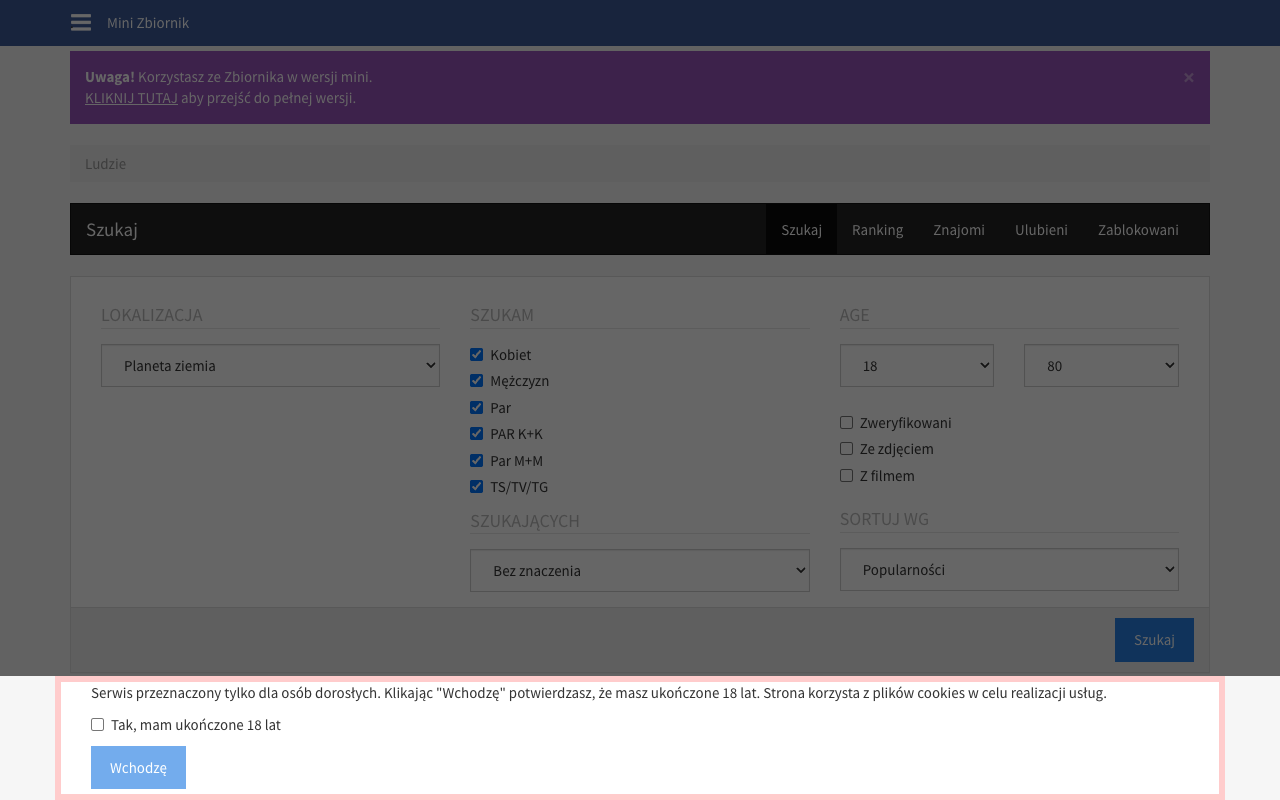 Mini Zbiornik
Uwaga! Korzystasz ze Zbiornika w wersji mini.
×
KLIKNIJ TUTAJ aby przejść do pełnej wersji.
Ludzie
Szukaj
Szukaj Ranking Znajomi Ulubieni Zablokowani
LOKALIZACJA
Planeta ziemia
SZUKAM
Kobiet
Mężczyzn
Par
PAR K+K
Par M+M
TS/TV/TG
SZUKAJĄCYCH
Bez znaczenia
AGE
18 80
Zweryfikowani
Ze zdjęciem
Z filmem
SORTUJ WG
Popularności
Szukaj
Serwis przeznaczony tylko dla osób dorosłych. Klikając "Wchodzę" potwierdzasz, że masz ukończone 18 lat. Strona korzysta z plików cookies w celu realizacji usług.
Tak, mam ukończone 18 lat
Wchodzę